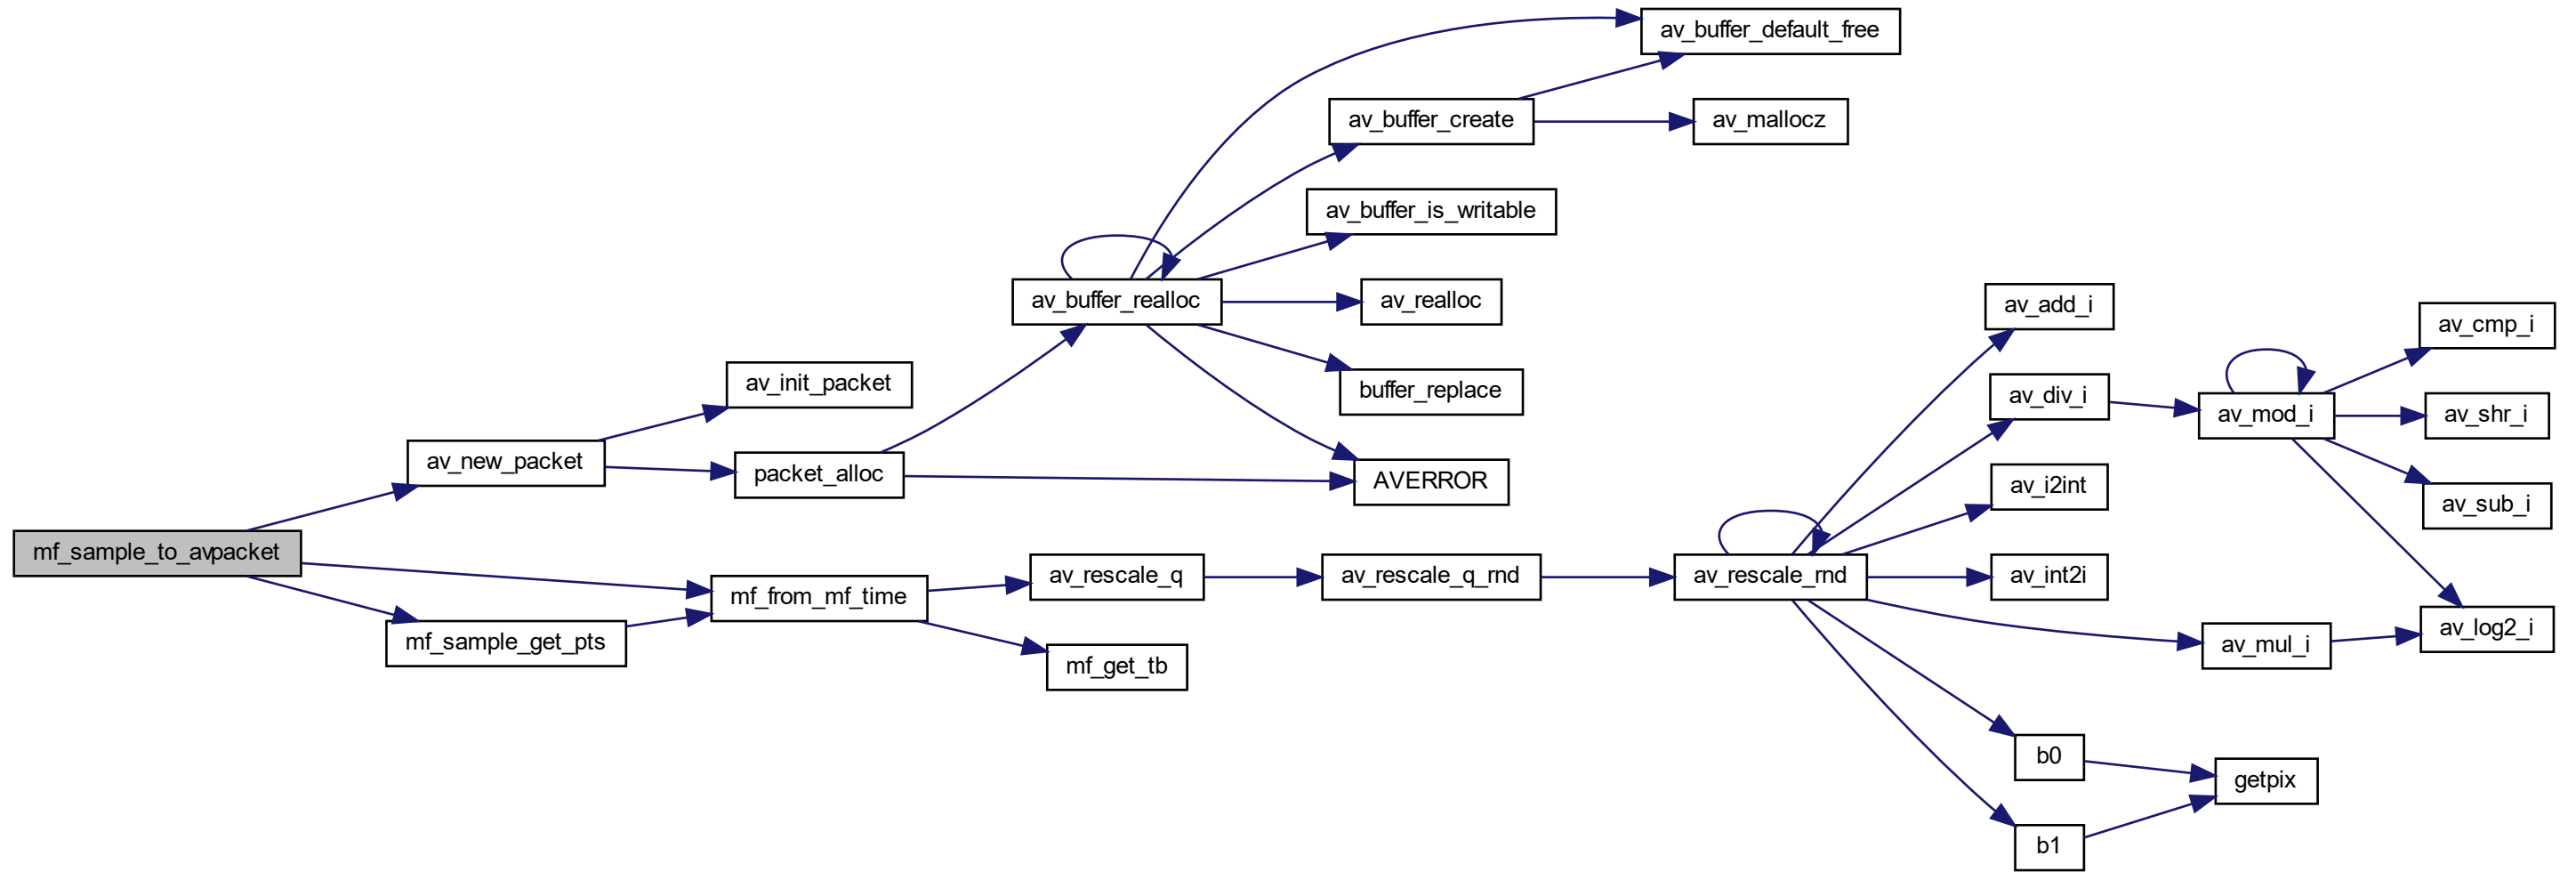 mf_sample_to_avpacket
av_new_packet
av_init_packet
packet_alloc
av_buffer_realloc
av_buffer_default_free
av_buffer_create
av_mallocz
av_buffer_is_writable
av_realloc
buffer_replace
AVERROR
mf_from_mf_time
mf_sample_get_pts
av_rescale_q
mf_get_tb
av_rescale_q_rnd
av_rescale_rnd
av_add_i
av_div_i
av_i2int
av_int2i
av_mul_i
b0
b1
av_mod_i
av_cmp_i
av_shr_i
av_sub_i
av_log2_i
getpix